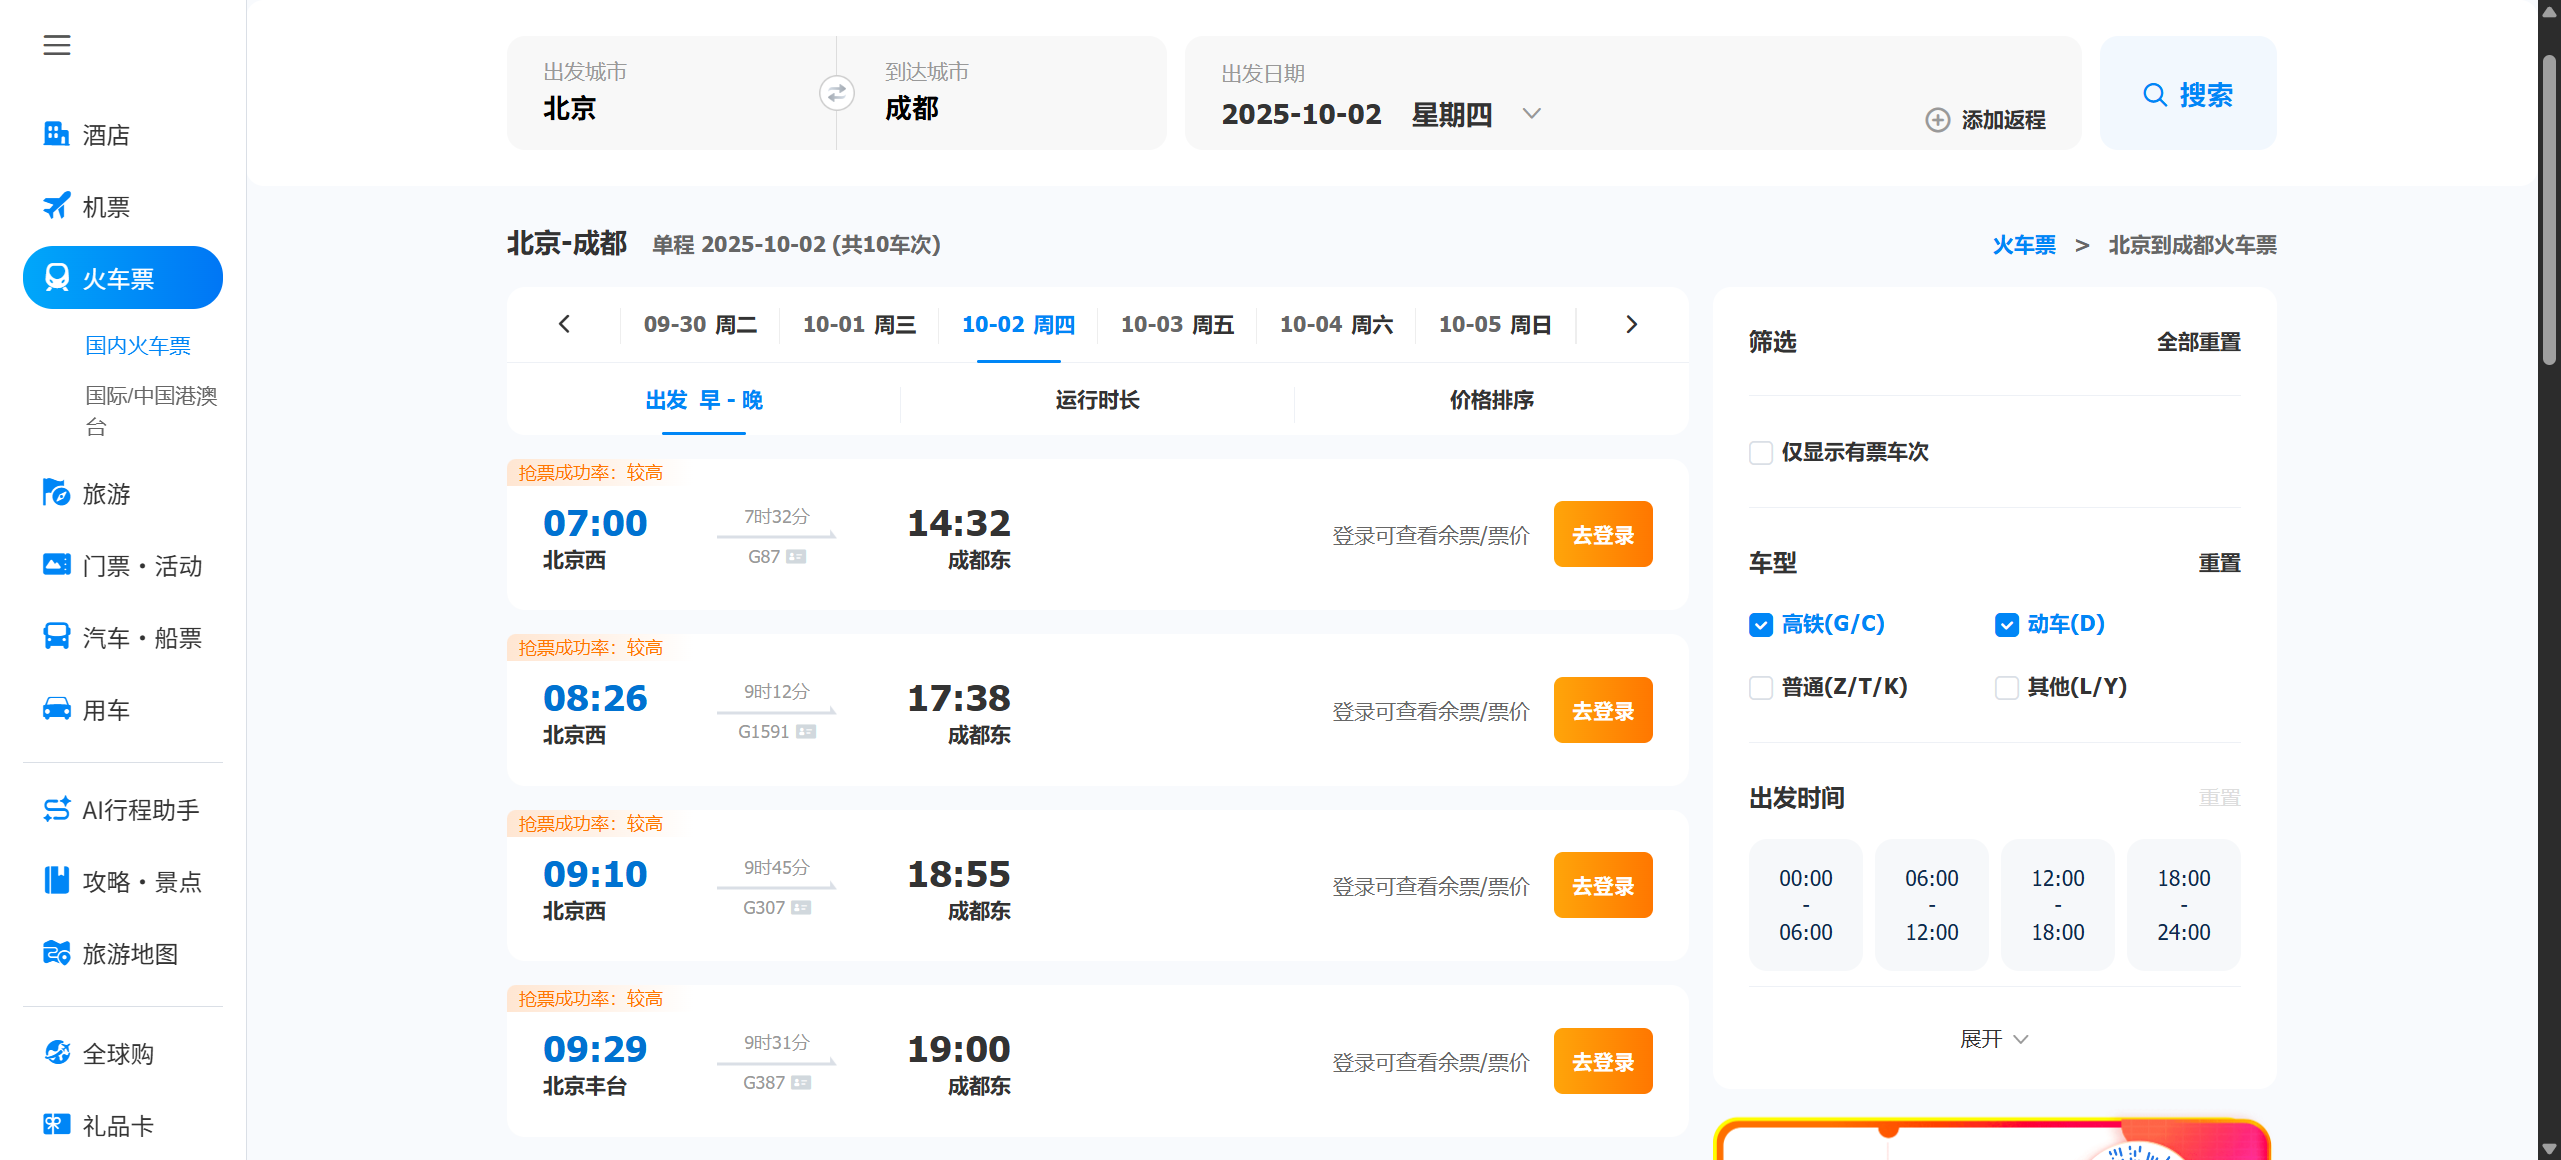 酒店
机票
火车票
国内火车票
国际/中国港澳
台
旅游
门票·活动
汽车·船票
用车
AI行程助手
攻略·景点
旅游地图
全球购
礼品卡
出发城市
北京
到达城市
成都
出发日期
2025-10-02 星期四
添加返程
搜索
北京-成都 单程 2025-10-02 (共10车次)
火车票 > 北京到成都火车票
09-30 周二
10-01 周三
10-02 周四
10-03 周五
10-04 周六
10-05 周日
出发 早 - 晚
运行时长
价格排序
抢票成功率：较高
07:00
北京西
7时32分
G87
14:32
成都东
登录可查看余票/票价
去登录
抢票成功率：较高
08:26
北京西
9时12分
G1591
17:38
成都东
登录可查看余票/票价
去登录
抢票成功率：较高
09:10
北京西
9时45分
G307
18:55
成都东
登录可查看余票/票价
去登录
抢票成功率：较高
09:29
北京丰台
9时31分
G387
19:00
成都东
登录可查看余票/票价
去登录
筛选
全部重置
仅显示有票车次
车型
重置
高铁(G/C)
动车(D)
普通(Z/T/K)
其他(L/Y)
出发时间
重置
00:00
-
06:00
06:00
-
12:00
12:00
-
18:00
18:00
-
24:00
展开